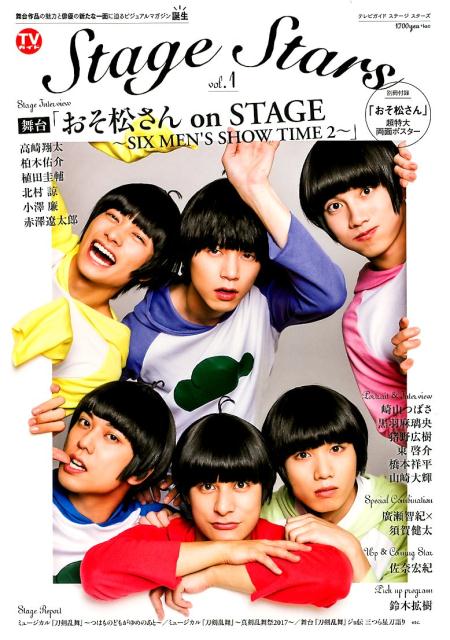 舞台作品の魅力と俳優の新たな一面に迫るビジュアルマガジン誕生
テレビガイド ステージ スターズ
1700yen+tax
TV
ガイド
Stage Stars
vol.1
別冊付録
「おそ松さん」
超特大
両面ポスター
Stage Interview
舞台「おそ松さん on STAGE
～SIX MEN'S SHOW TIME 2～」
高崎翔太
柏木佑介
植田圭輔
北村 諒
小澤 廉
赤澤遼太郎
Portrait & Interview
崎山つばさ
黒羽麻璃央
猪野広樹
東 啓介
橋本祥平
山崎大輝
Special Combination
廣瀬智紀×
須賀健太
Up & Coming Star
佐奈宏紀
Pick up program
鈴木拡樹
Stage Report
ミュージカル『刀剣乱舞』 ～つはものどもがゆめのあと～／ミュージカル『刀剣乱舞』 ～真剣乱舞祭2017～／舞台『刀剣乱舞』ジョ伝 三つら星刀語り etc.